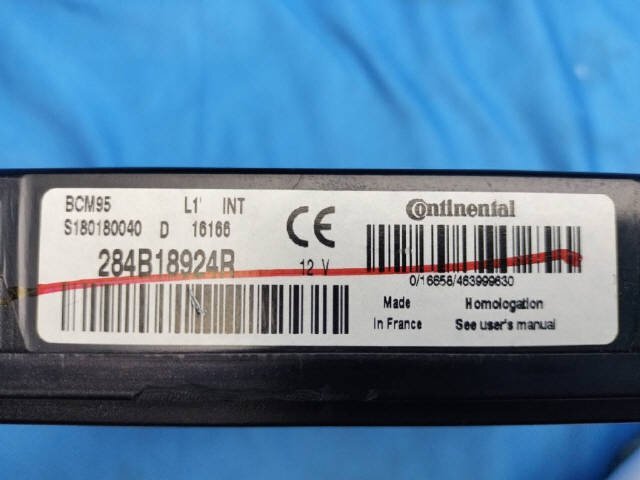 BCM95 L1' INT
S180180040 D 16166
284B18924R
12 V
CE
Continental
0/16656/463999630
Made
in France
Homologation
See user's manual